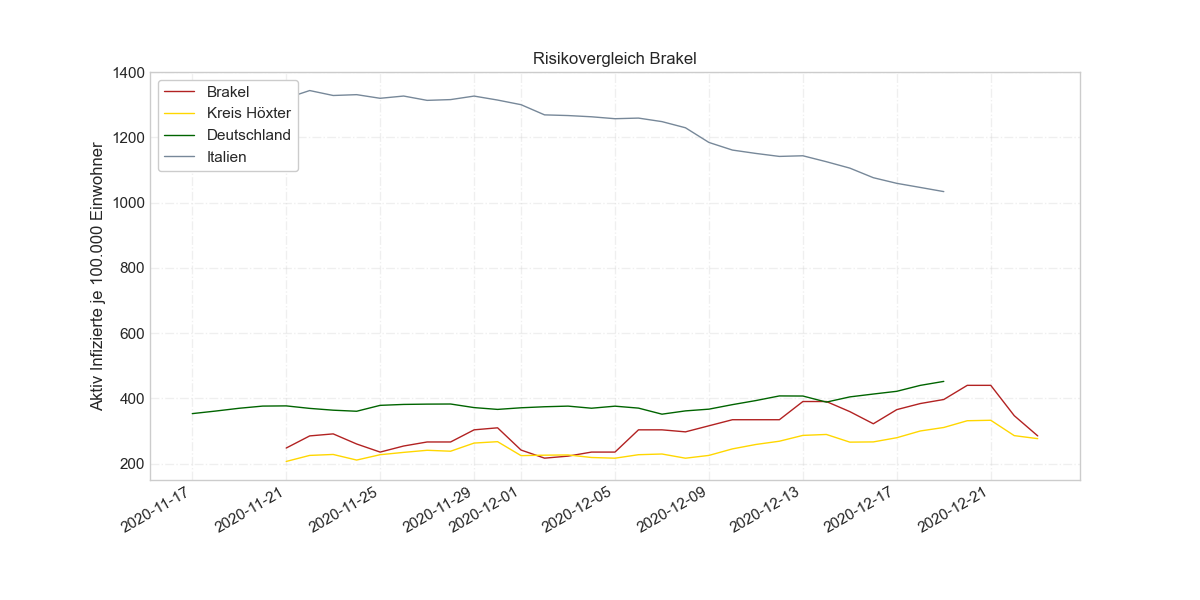 Risikovergleich Brakel
Aktiv Infizierte je 100.000 Einwohner
1400
1200
1000
800
600
400
200
Brakel
Kreis Höxter
Deutschland
Italien
2020-11-17
2020-11-21
2020-11-25
2020-11-29
2020-12-01
2020-12-05
2020-12-09
2020-12-13
2020-12-17
2020-12-21